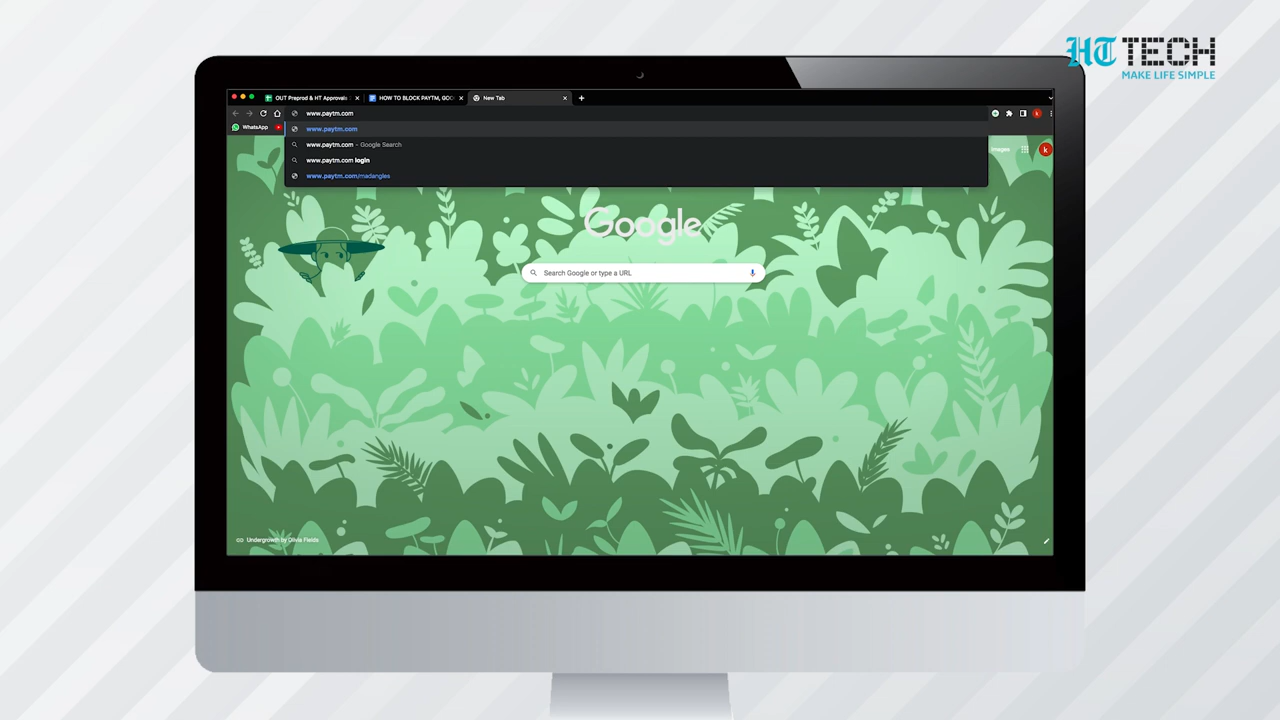 HT TECH
MAKE LIFE SIMPLE
OUT Preprod & HT Approvals
HOW TO BLOCK PAYTM, GOO
New Tab
www.paytm.com
WhatsApp
www.paytm.com
www.paytm.com - Google Search
www.paytm.com login
www.paytm.com/madangles
Images
k
k
Google
Search Google or type a URL
Undergrowth by Olivia Fields